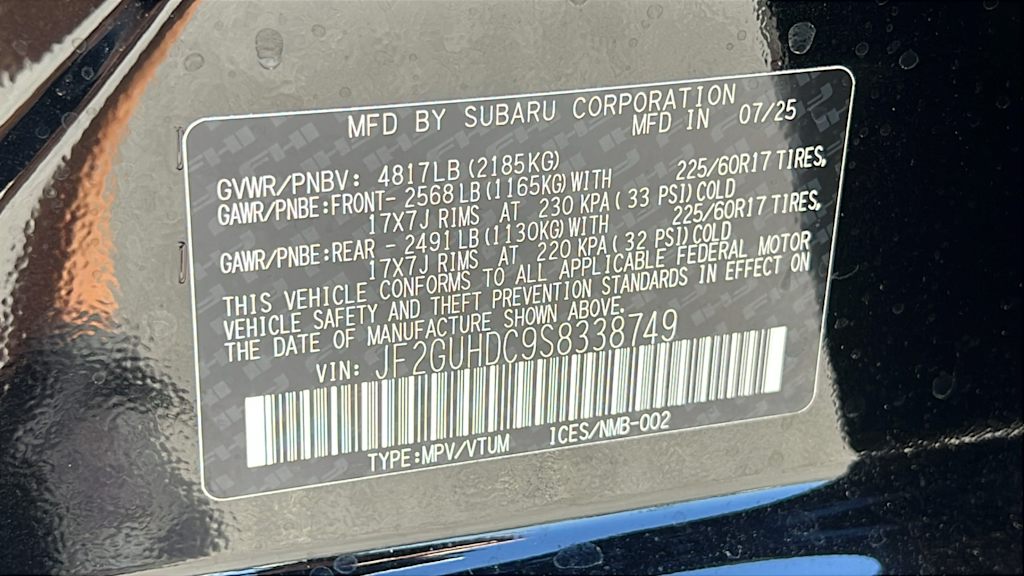 MFD BY SUBARU CORPORATION
MFD IN 07/25
GVWR/PNBV: 4817LB (2185KG)
GAWR/PNBE:FRONT- 2568 LB (1165KG) WITH 225/60R17 TIRES,
17X7J RIMS AT 230 KPA ( 33 PSI) COLD
GAWR/PNBE:REAR - 2491 LB (1130KG) WITH 225/60R17 TIRES,
17X7J RIMS AT 220 KPA ( 32 PSI) COLD
THIS VEHICLE CONFORMS TO ALL APPLICABLE FEDERAL MOTOR
VEHICLE SAFETY AND THEFT PREVENTION STANDARDS IN EFFECT ON
THE DATE OF MANUFACTURE SHOWN ABOVE.
VIN: JF2GUHDC9S8338749
TYPE:MPV/VTUM ICES/NMB-002